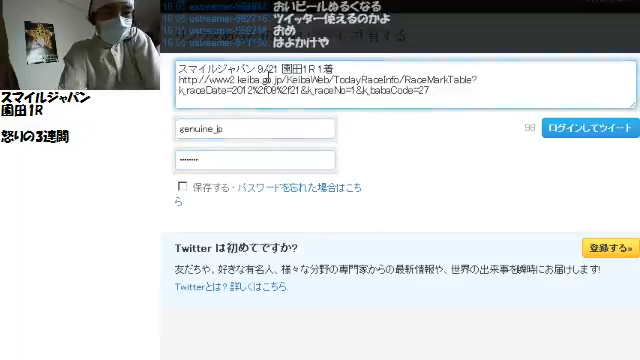 おいビールぬるくなる
ツイッター使えるのかよ
おめ
はよかけや
スマイルジャパン 9/21 園田1R 1着
http://www2.keiba.go.jp/KeibaWeb/TodayRaceInfo/RaceMarkTable?
k_raceDate=2012%2f09%2f21&k_raceNo=1&k_babaCode=27
スマイルジャパン
園田1R
怒りの3連闘
genuine_jp
98
ログインしてツイート
保存する · パスワードを忘れた場合はこち
ら
Twitter は初めてですか?
登録する»
友だちや、好きな有名人、様々な分野の専門家からの最新情報や、世界の出来事を瞬時にお届けします!
Twitterとは? 詳しくはこちら.